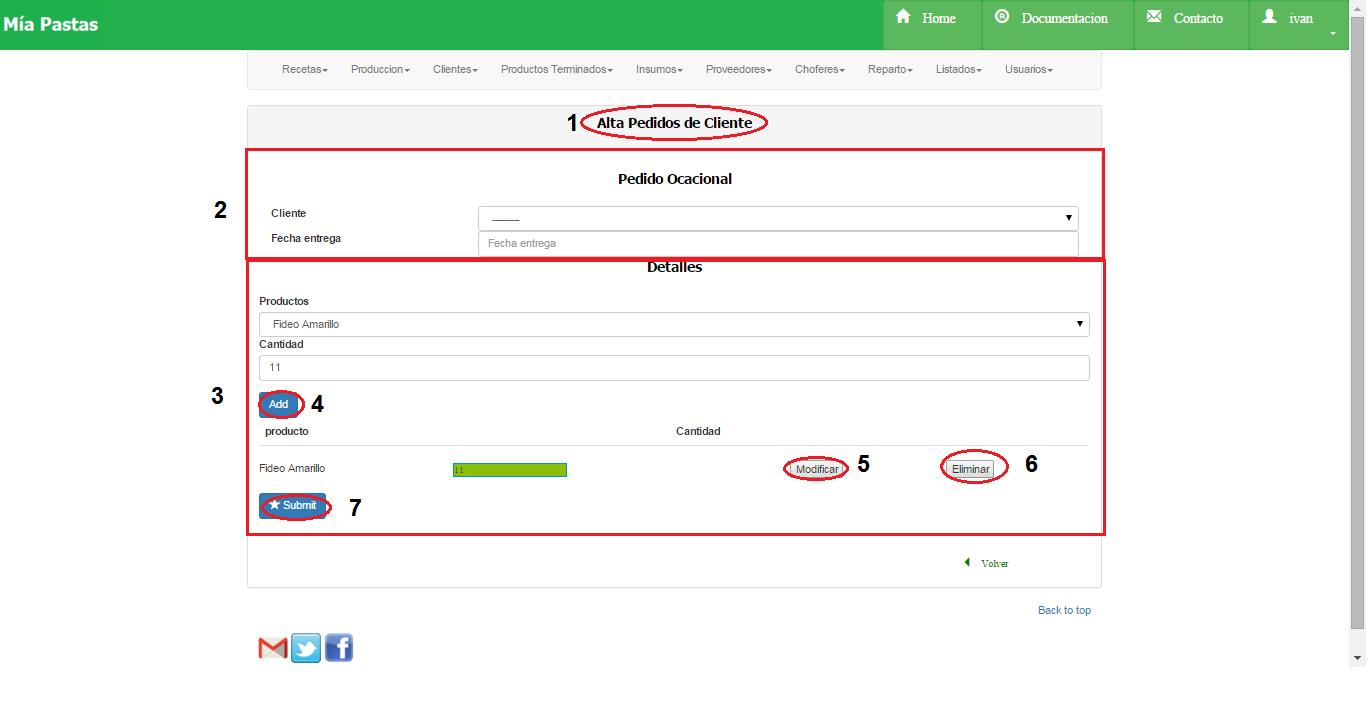 Mía Pastas Home Documentacion Contacto ivan
Recetas Produccion Clientes Productos Terminados Insumos Proveedores Choferes Reparto Listados Usuarios
1 Alta Pedidos de Cliente
Pedido Ocacional
2
Cliente ---------
Fecha entrega Fecha entrega
Detalles
Productos
Fideo Amarillo
Cantidad
11
3
Add 4
producto Cantidad
Fideo Amarillo 11 Modificar 5 Eliminar 6
Submit 7
Volver
Back to top